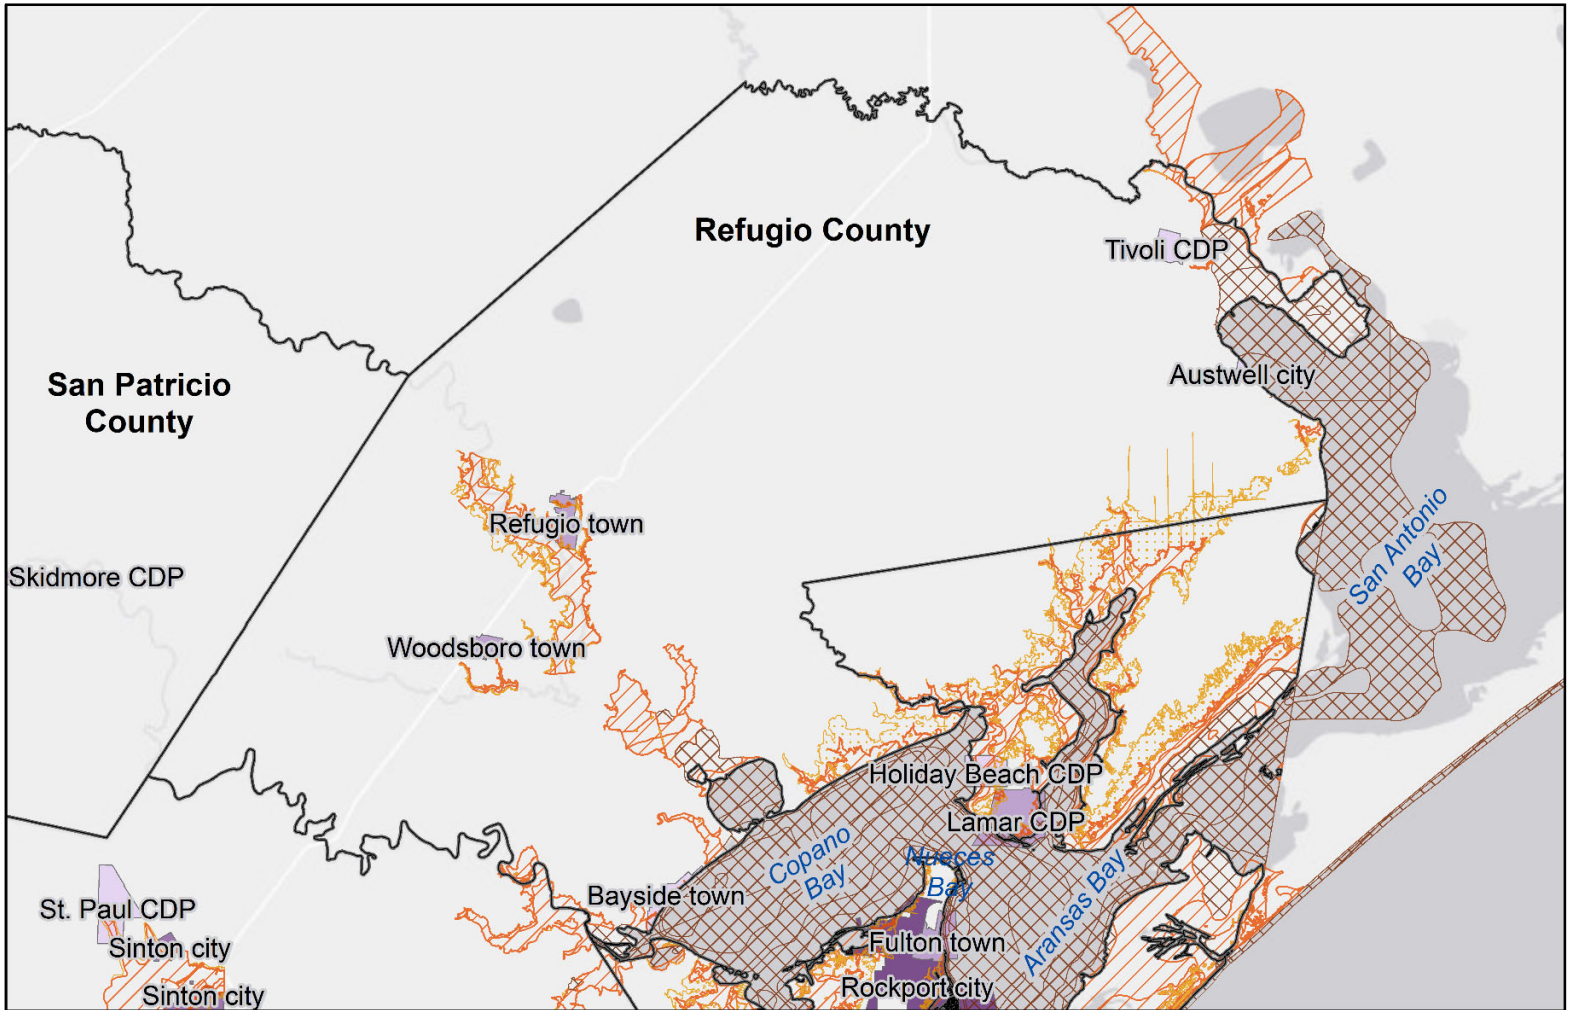 Refugio County
Tivoli CDP
San Patricio
County
Austwell city
Refugio town
San Antonio
Bay
Skidmore CDP
Woodsboro town
Holiday Beach CDP
Lamar CDP
Copano
Bay
Nueces
Bay
Aransas Bay
Bayside town
St. Paul CDP
Sinton city
Fulton town
Rockport city
Sinton city